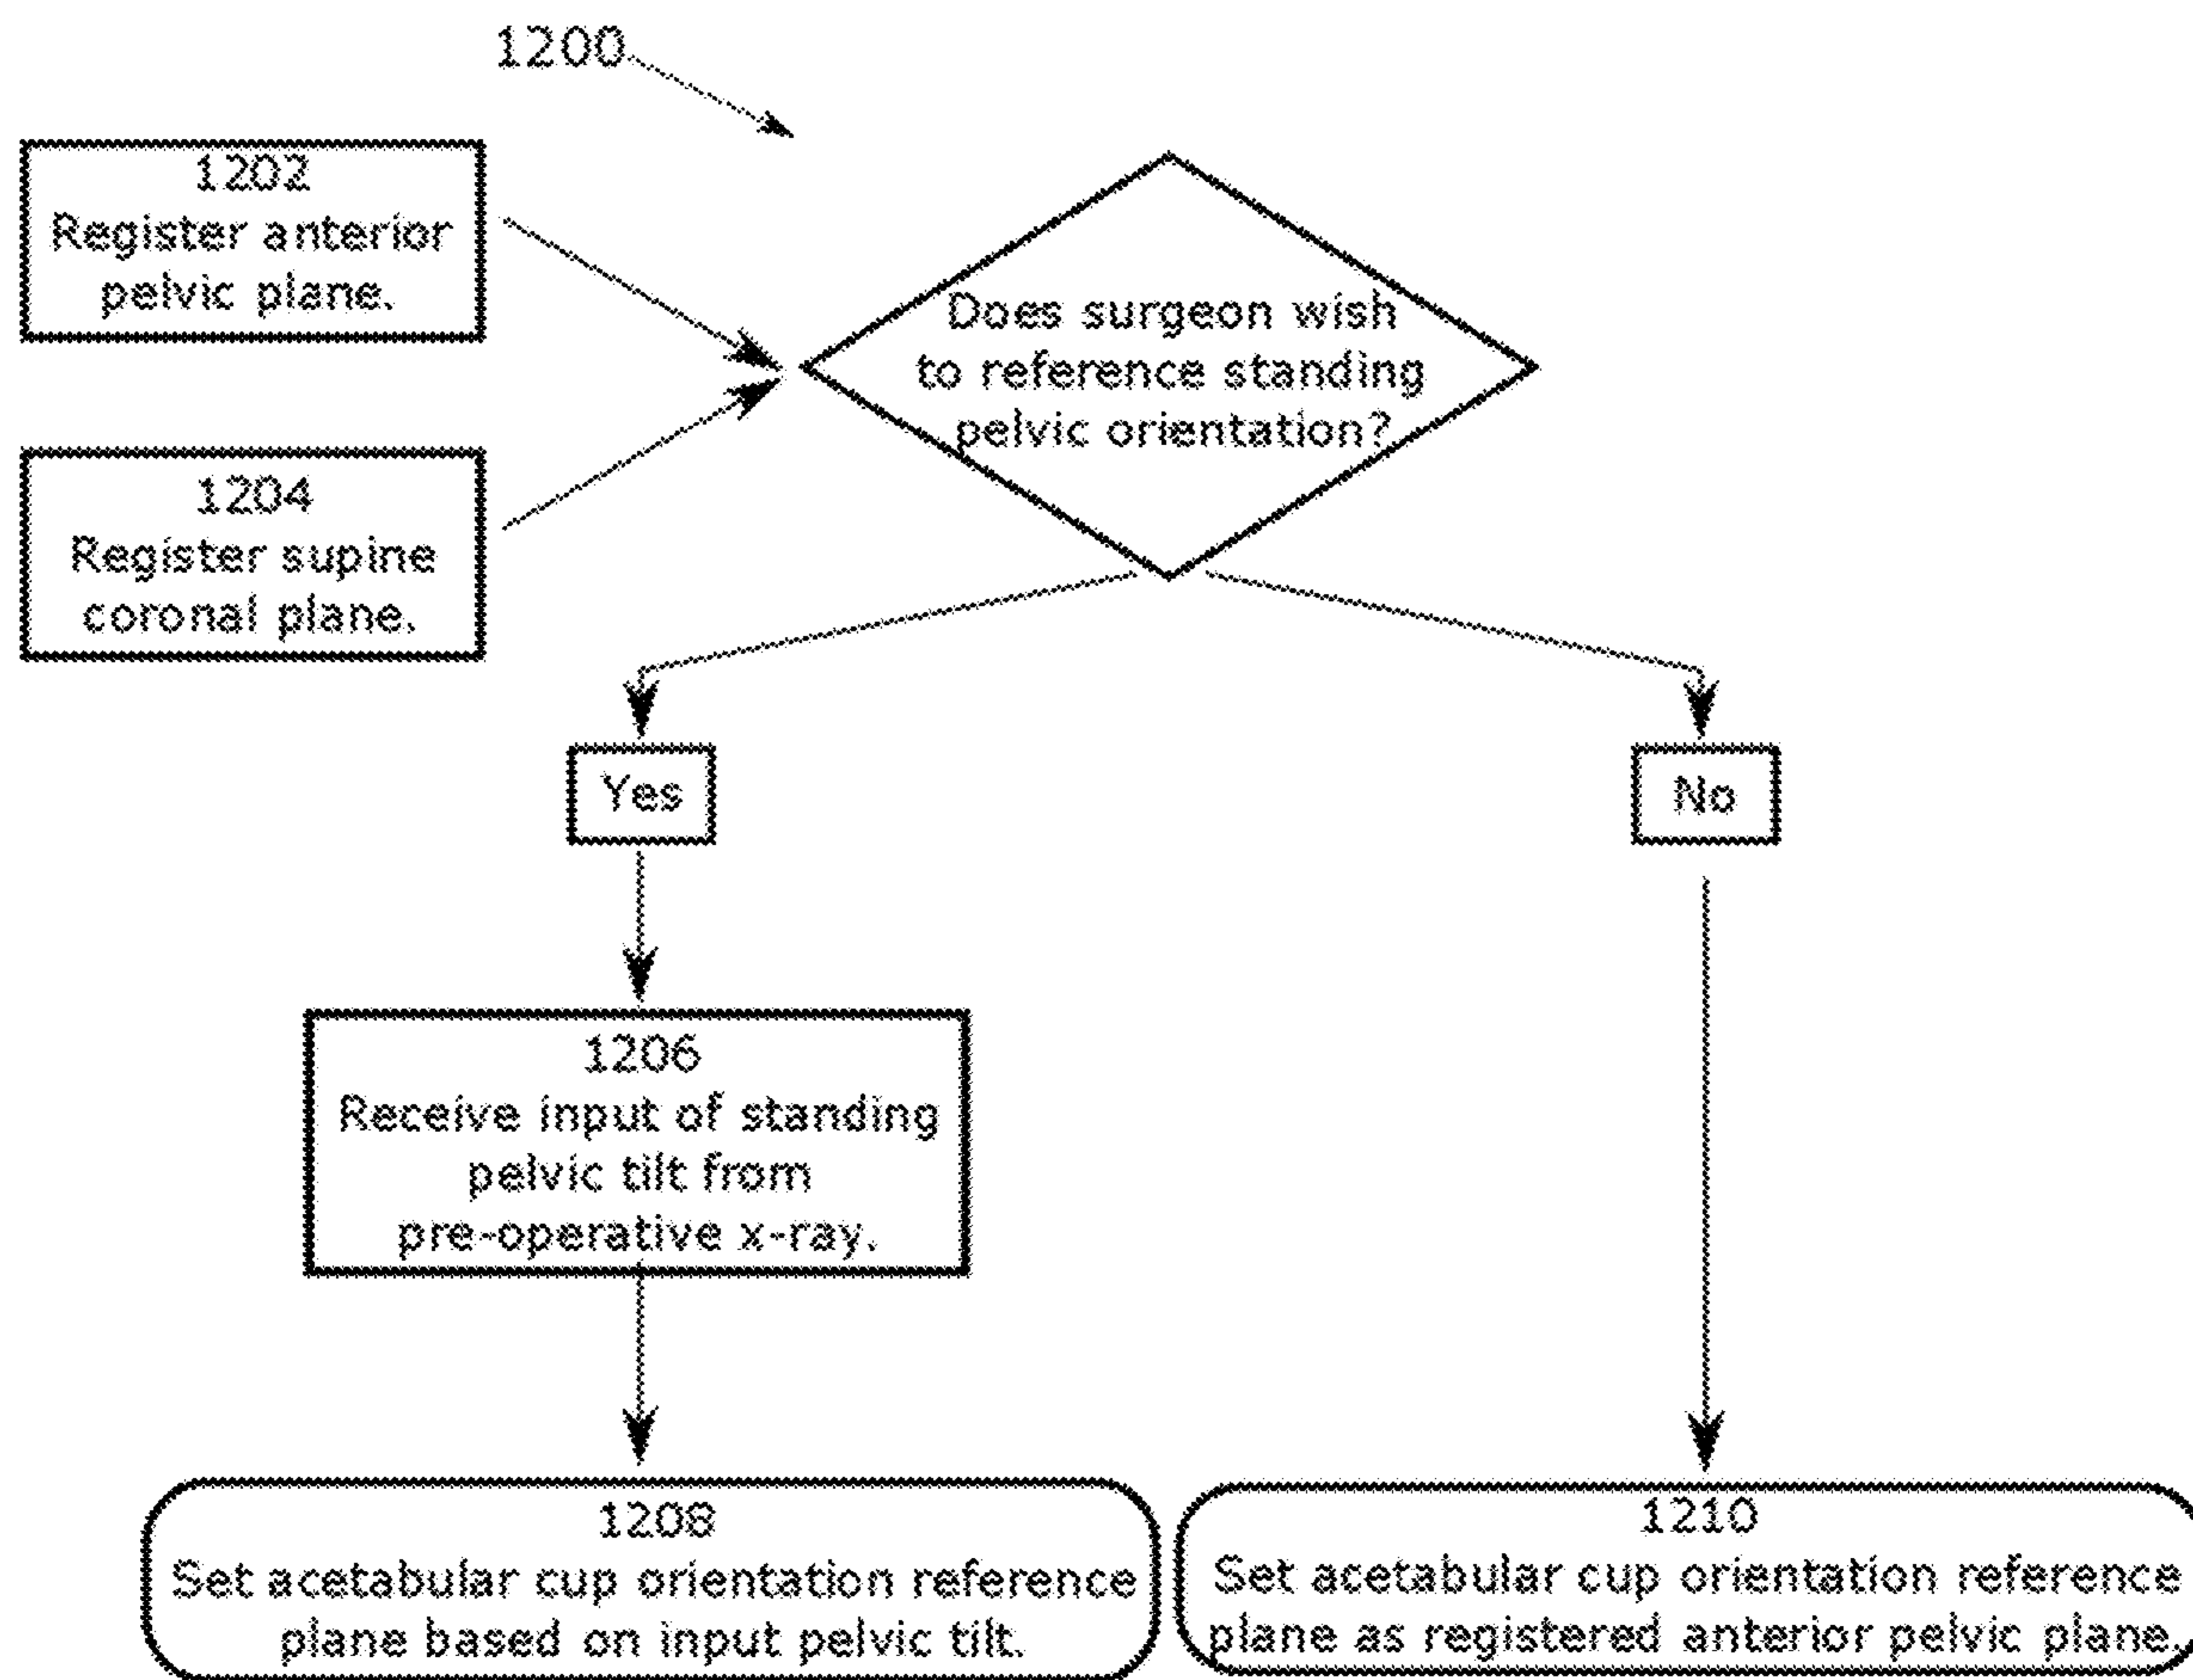 1200
1202
Register anterior
pelvic plane.
1204
Register supine
coronal plane.
Does surgeon wish
to reference standing
pelvic orientation?
Yes
No
1206
Receive input of standing
pelvic tilt from
pre-operative x-ray.
1208
Set acetabular cup orientation reference
plane based on input pelvic tilt.
1210
Set acetabular cup orientation reference
plane as registered anterior pelvic plane.